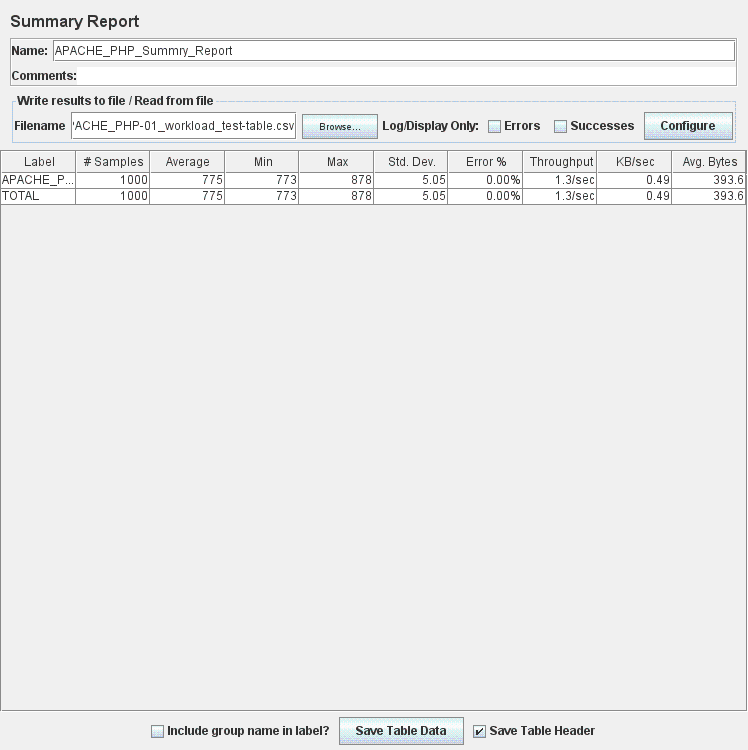 Summary Report
Name: APACHE_PHP_Summry_Report
Comments:
Write results to file / Read from file
Filename 'ACHE_PHP-01_workload_test-table.csv Browse... Log/Display Only: Errors Successes Configure
Label # Samples Average Min Max Std. Dev. Error % Throughput KB/sec Avg. Bytes
APACHE_P... 1000 775 773 878 5.05 0.00% 1.3/sec 0.49 393.6
TOTAL 1000 775 773 878 5.05 0.00% 1.3/sec 0.49 393.6
Include group name in label? Save Table Data Save Table Header